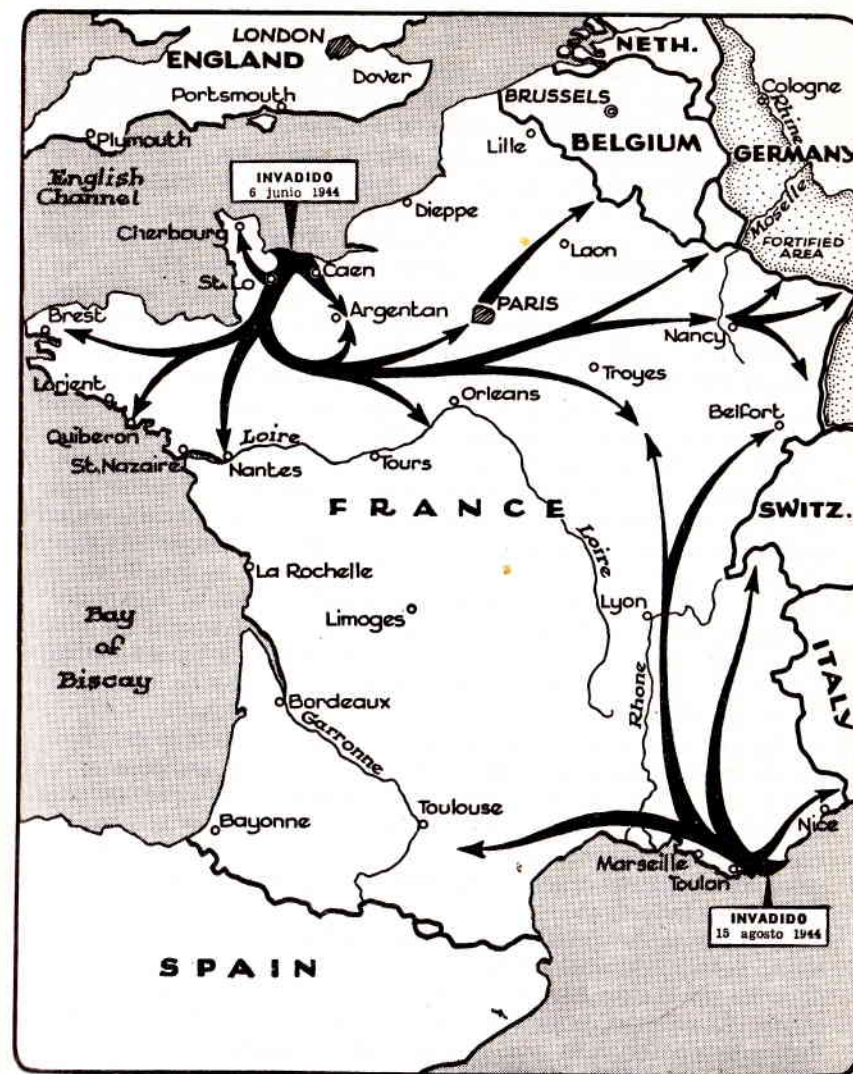 LONDON
ENGLAND
Dover
Portsmouth
Plymouth
English
Channel
NETH.
Cologne
Rhine
BRUSSELS
Lille
BELGIUM
GERMANY
Moselle
FORTIFIED
AREA
INVADIDO
6 junio 1944
Dieppe
Cherbourg
Laon
St. Lo
Caen
Argentan
PARIS
Brest
Nancy
Troyes
Lorient
Orleans
Belfort
Quiberon
St. Nazaire
Loire
Nantes
Tours
FRANCE
SWITZ.
Loire
La Rochelle
Limoges
Lyon
Bay
of
Biscay
Rhone
ITALY
Bordeaux
Garronne
Toulouse
Bayonne
Nice
Marseille
Toulan
INVADIDO
15 agosto 1944
SPAIN